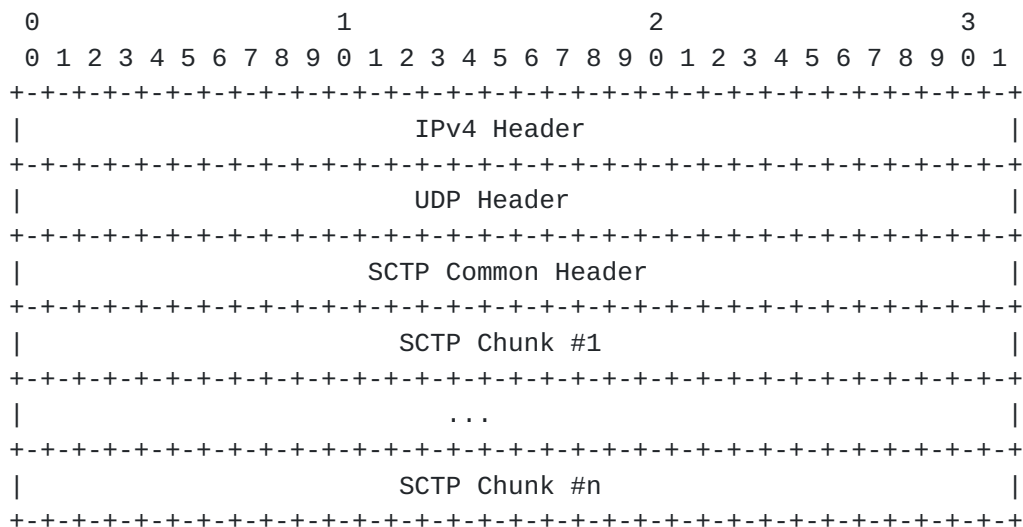 0                   1                   2                   3
 0 1 2 3 4 5 6 7 8 9 0 1 2 3 4 5 6 7 8 9 0 1 2 3 4 5 6 7 8 9 0 1
+-+-+-+-+-+-+-+-+-+-+-+-+-+-+-+-+-+-+-+-+-+-+-+-+-+-+-+-+-+-+-+-+
|                         IPv4 Header                           |
+-+-+-+-+-+-+-+-+-+-+-+-+-+-+-+-+-+-+-+-+-+-+-+-+-+-+-+-+-+-+-+-+
|                         UDP Header                            |
+-+-+-+-+-+-+-+-+-+-+-+-+-+-+-+-+-+-+-+-+-+-+-+-+-+-+-+-+-+-+-+-+
|                      SCTP Common Header                       |
+-+-+-+-+-+-+-+-+-+-+-+-+-+-+-+-+-+-+-+-+-+-+-+-+-+-+-+-+-+-+-+-+
|                        SCTP Chunk #1                          |
+-+-+-+-+-+-+-+-+-+-+-+-+-+-+-+-+-+-+-+-+-+-+-+-+-+-+-+-+-+-+-+-+
|                           ...                                 |
+-+-+-+-+-+-+-+-+-+-+-+-+-+-+-+-+-+-+-+-+-+-+-+-+-+-+-+-+-+-+-+-+
|                        SCTP Chunk #n                          |
+-+-+-+-+-+-+-+-+-+-+-+-+-+-+-+-+-+-+-+-+-+-+-+-+-+-+-+-+-+-+-+-+